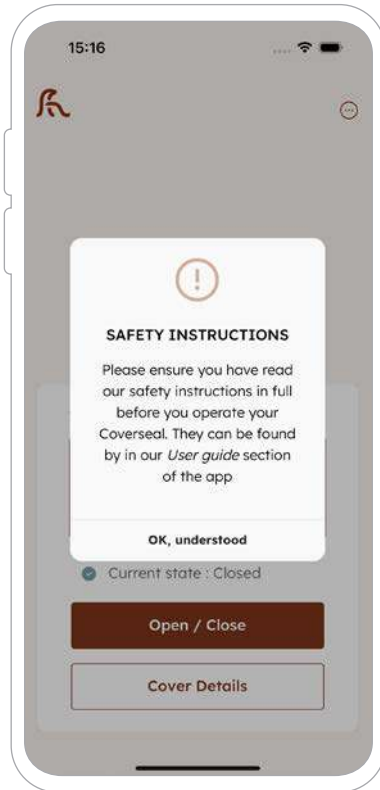 15:16
SAFETY INSTRUCTIONS
Please ensure you have read
our safety instructions in full
before you operate your
Coverseal. They can be found
by in our User guide section
of the app
OK, understood
Current state : Closed
Open / Close
Cover Details